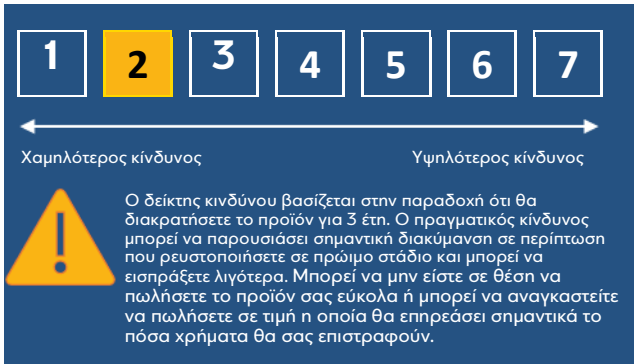 1 2 3 4 5 6 7
Χαμηλότερος κίνδυνος Υψηλότερος κίνδυνος
Ο δείκτης κινδύνου βασίζεται στην παραδοχή ότι θα
διακρατήσετε το προϊόν για 3 έτη. Ο πραγματικός κίνδυνος
μπορεί να παρουσιάσει σημαντική διακύμανση σε περίπτωση
που ρευστοποιήσετε σε πρώιμο στάδιο και μπορεί να
εισπράξετε λιγότερα. Μπορεί να μην είστε σε θέση να
πωλήσετε το προϊόν σας εύκολα ή μπορεί να αναγκαστείτε
να πωλήσετε σε τιμή η οποία θα επηρεάσει σημαντικά το
πόσα χρήματα θα σας επιστραφούν.